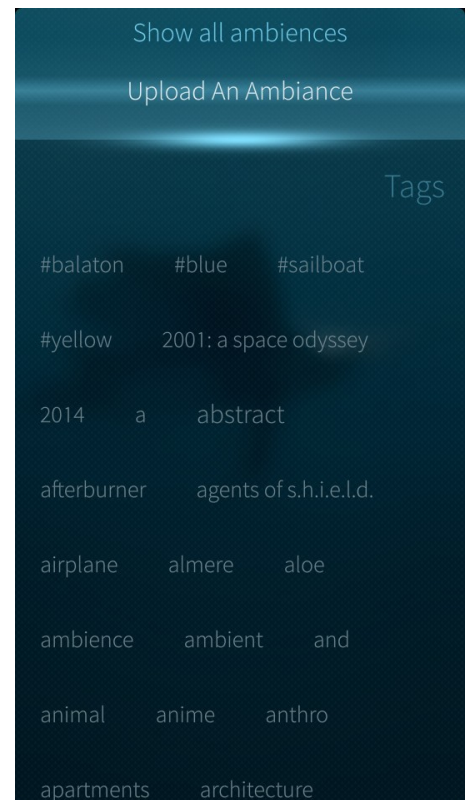 Show all ambiences
Upload An Ambiance
Tags
#balaton #blue #sailboat
#yellow 2001: a space odyssey
2014 a abstract
afterburner agents of s.h.i.e.l.d.
airplane almere aloe
ambience ambient and
animal anime anthro
apartments architecture